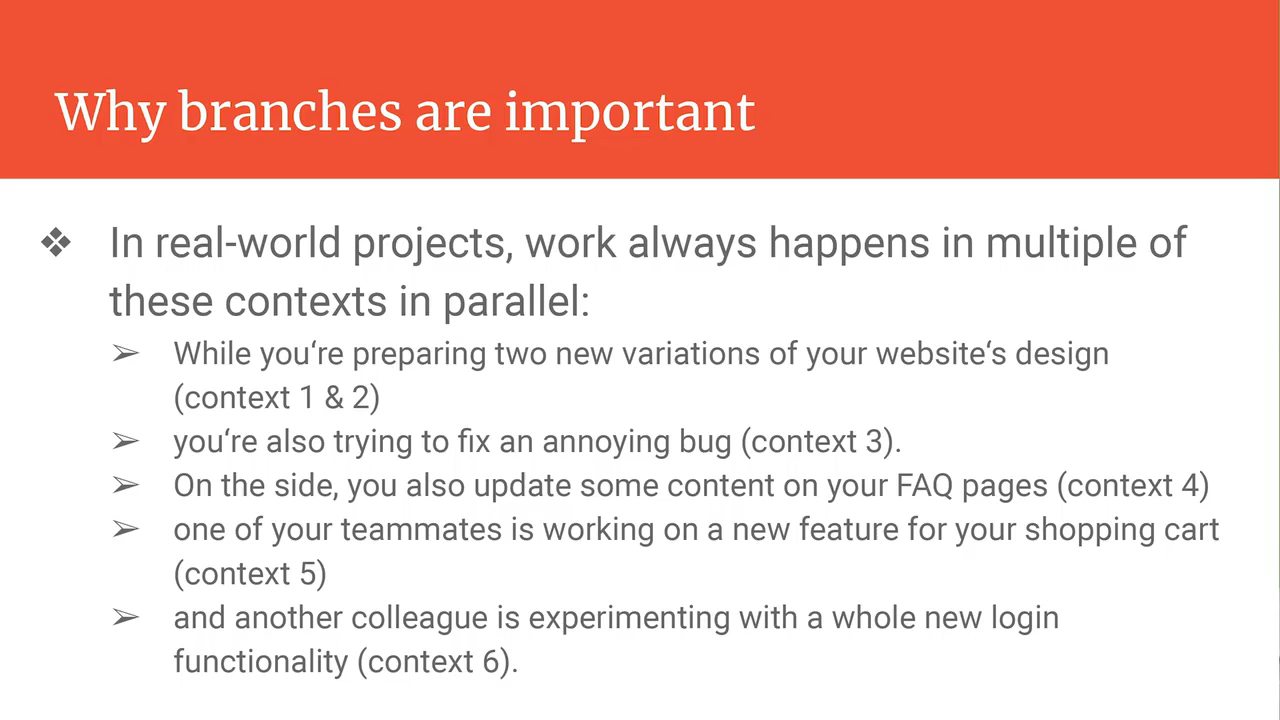 Why branches are important
❖ In real-world projects, work always happens in multiple of
these contexts in parallel:
➢ While you‘re preparing two new variations of your website‘s design
(context 1 & 2)
➢ you‘re also trying to fix an annoying bug (context 3).
➢ On the side, you also update some content on your FAQ pages (context 4)
➢ one of your teammates is working on a new feature for your shopping cart
(context 5)
➢ and another colleague is experimenting with a whole new login
functionality (context 6).